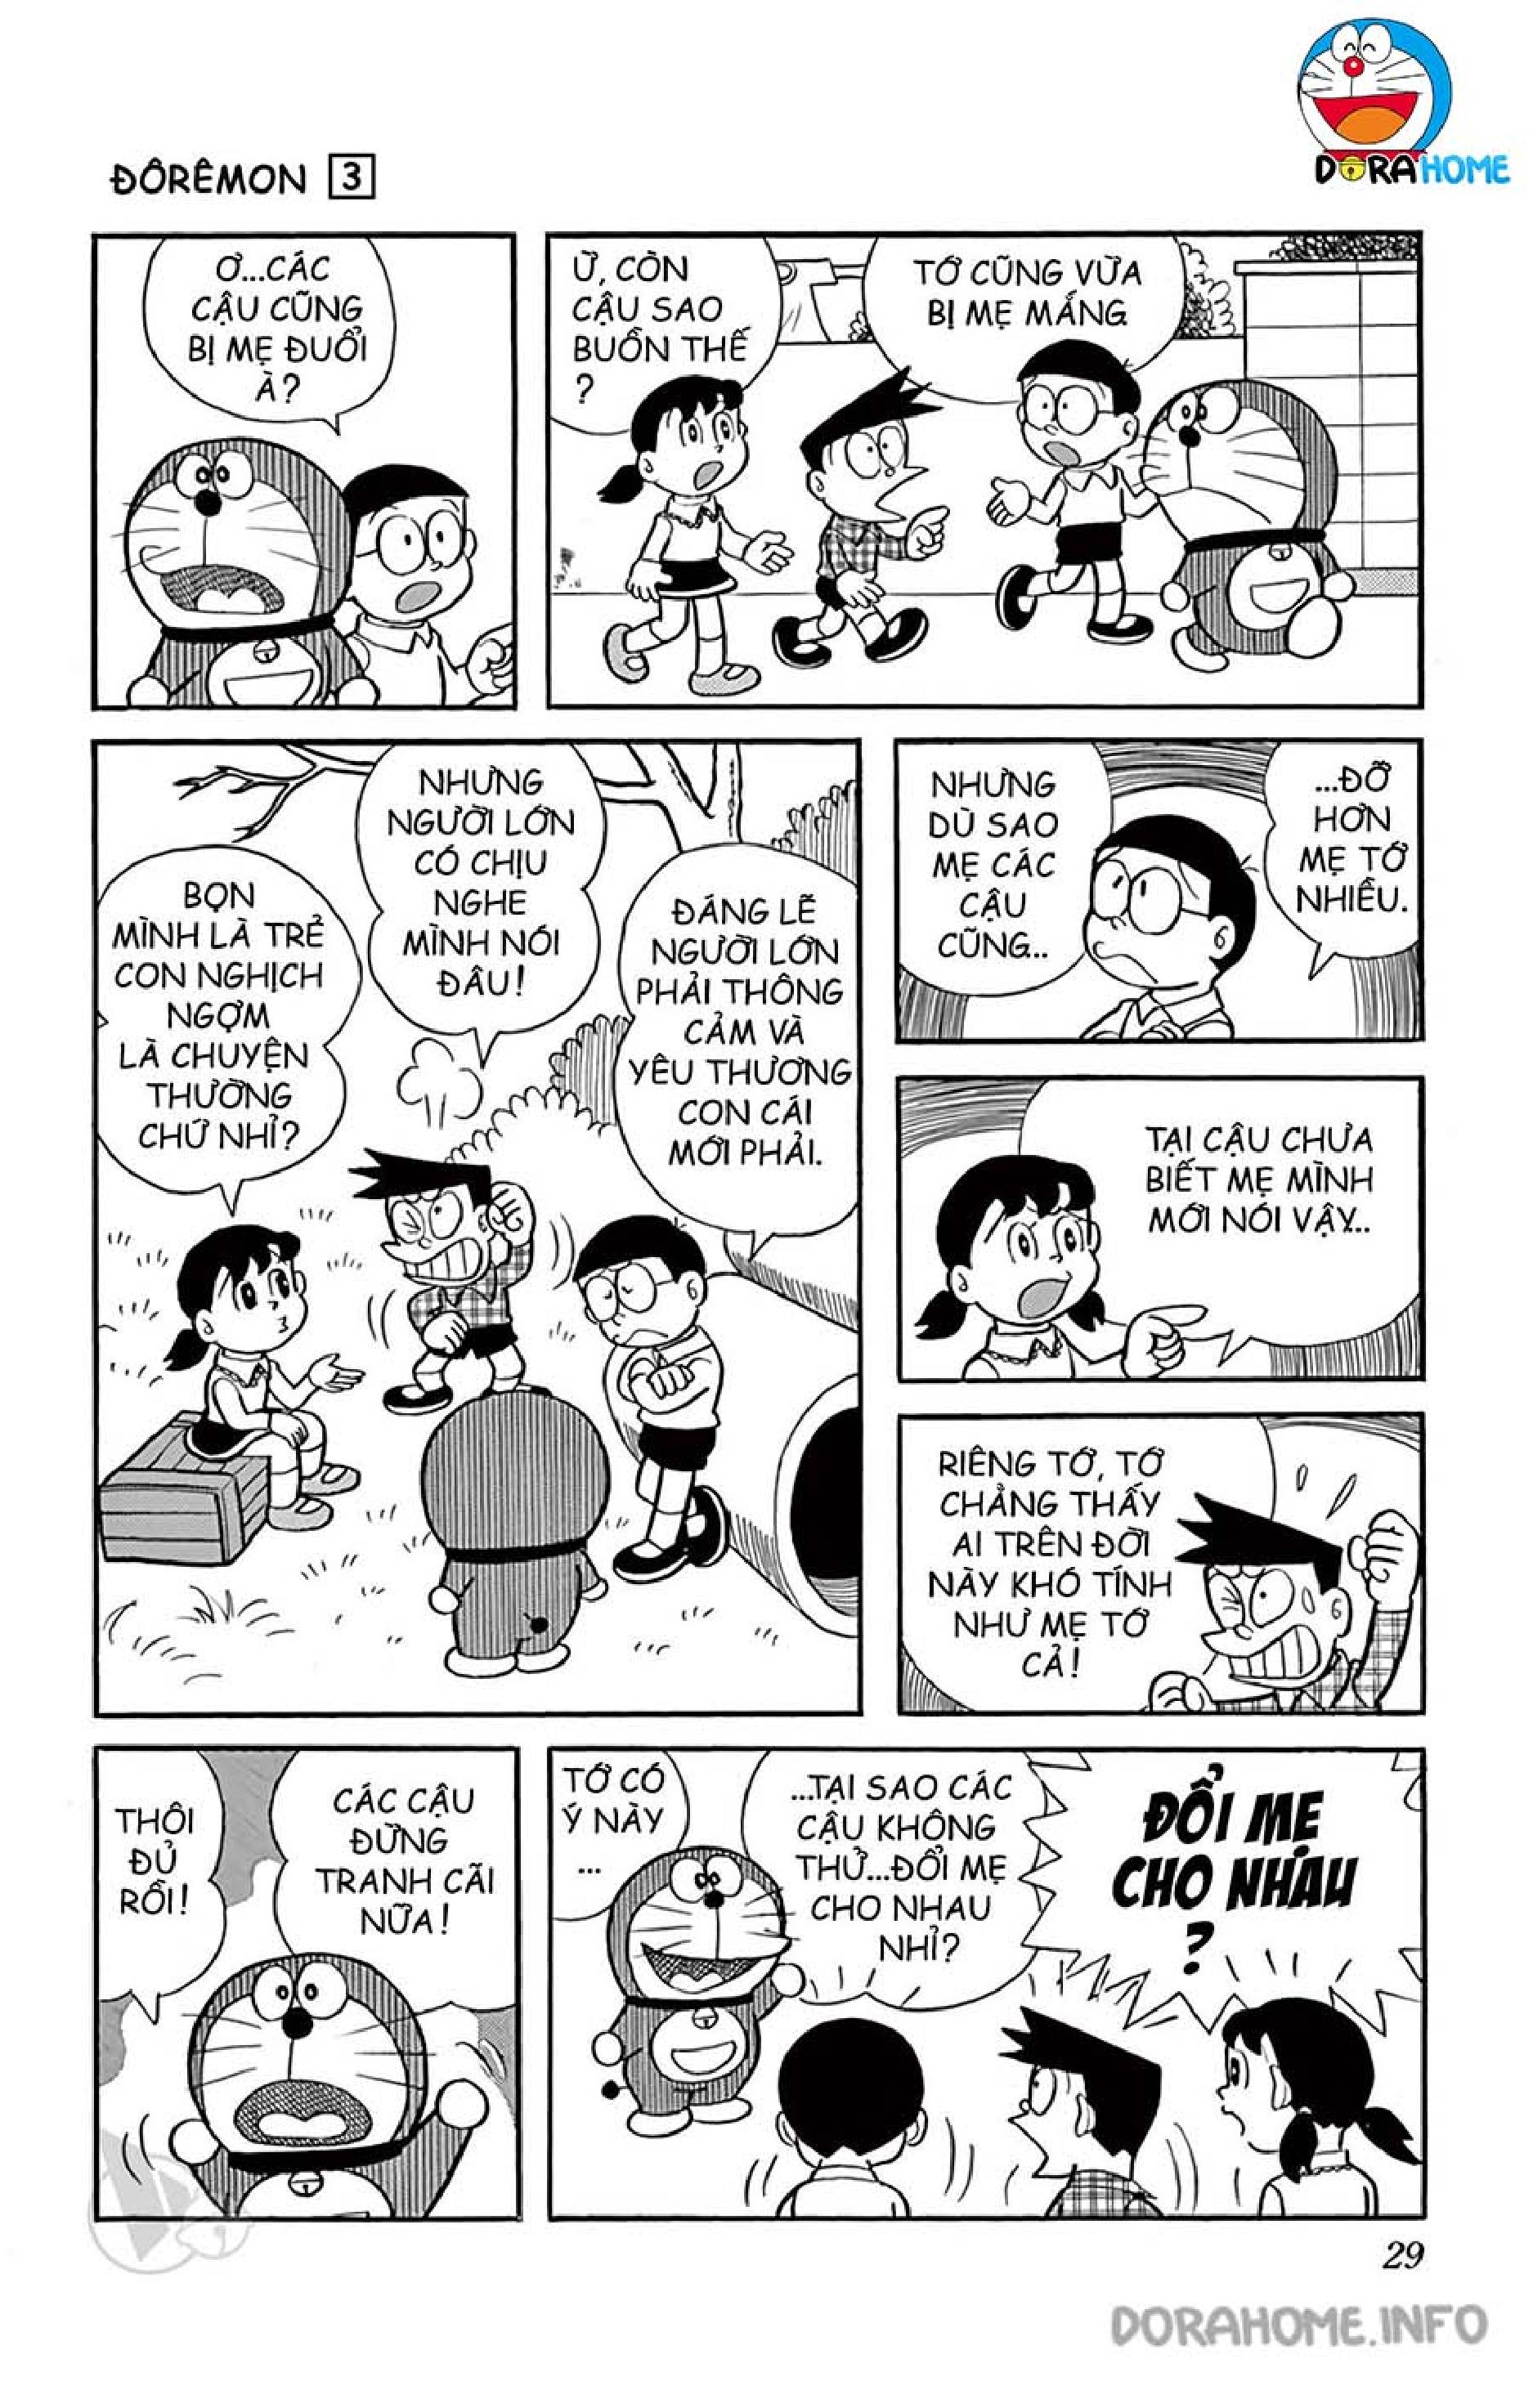 DORAHOME
ĐÔRÊMON 3
Ơ...CÁC
CẬU CŨNG
BỊ MẸ ĐUỔI
À?
Ừ, CÒN
CẬU SAO
BUỒN THẾ
?
TỚ CŨNG VỪA
BỊ MẸ MẮNG
BỌN
MÌNH LÀ TRẺ
CON NGHỊCH
NGỢM
LÀ CHUYỆN
THƯỜNG
CHỨ NHỈ?
NHƯNG
NGƯỜI LỚN
CÓ CHỊU
NGHE
MÌNH NÓI
ĐÂU!
ĐÁNG LẼ
NGƯỜI LỚN
PHẢI THÔNG
CẢM VÀ
YÊU THƯƠNG
CON CÁI
MỚI PHẢI.
NHƯNG
DÙ SAO
MẸ CÁC
CẬU
CŨNG...
...ĐỠ
HƠN
MẸ TỚ
NHIỀU.
TẠI CẬU CHƯA
BIẾT MẸ MÌNH
MỚI NÓI VẬY...
RIÊNG TỚ, TỚ
CHẲNG THẤY
AI TRÊN ĐỜI
NÀY KHÓ TÍNH
NHƯ MẸ TỚ
CẢ!
THÔI
ĐỦ
RỒI!
CÁC CẬU
ĐỪNG
TRANH CÃI
NỮA!
TỚ CÓ
Ý NÀY
...
...TẠI SAO CÁC
CẬU KHÔNG
THỬ...ĐỔI MẸ
CHO NHAU
NHỈ?
ĐỔI MẸ
CHO NHAU
?
29
DORAHOME.INFO